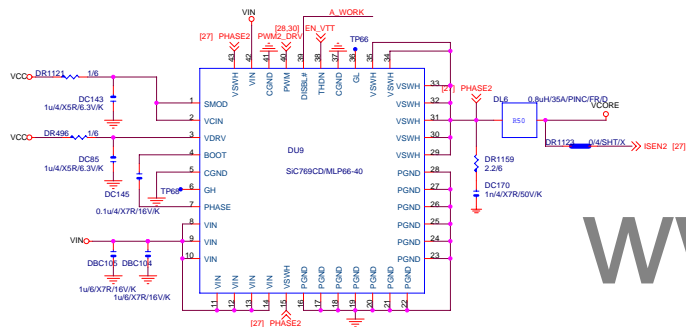 A_WORK
VIN
[28,30] EN_VTT
[27] PHASE2
PWM2_DRV
TP66
43 42 41 40 39 38 37 36 35 34
VSWH VIN CGND PWM DISBL# THDN CGND GL VSWH VSWH
VCC DR1121 1/6
DC143
1u/4/X5R/6.3V/K
1 SMOD
2 VCIN
VCC DR496 1/6
3 VDRV
DC85
1u/4/X5R/6.3V/K
4 BOOT
5 CGND
DC145
TP68
6 GH
0.1u/4/X7R/16V/K
7 PHASE
8 VIN
VIN
9 VIN
10 VIN
DBC105 DBC104
1u/6/X7R/16V/K
1u/6/X7R/16V/K
DU9
SiC769CD/MLP66-40
VSWH 33
VSWH 32
VSWH 31
VSWH 30
VSWH 29
PGND 28
PGND 27
PGND 26
PGND 25
PGND 24
PGND 23
VIN VIN VIN VIN VSWH PGND PGND PGND PGND PGND PGND PGND
11 12 13 14 15 16 17 18 19 20 21 22
[27] PHASE2
[27] PHASE2
DL6 0.8uH/35A/PINC/FR/D
R50
VCORE
DR1123 0/4/SHT/X
ISEN2 [27]
DR1159
2.2/6
DC170
1n/4/X7R/50V/K